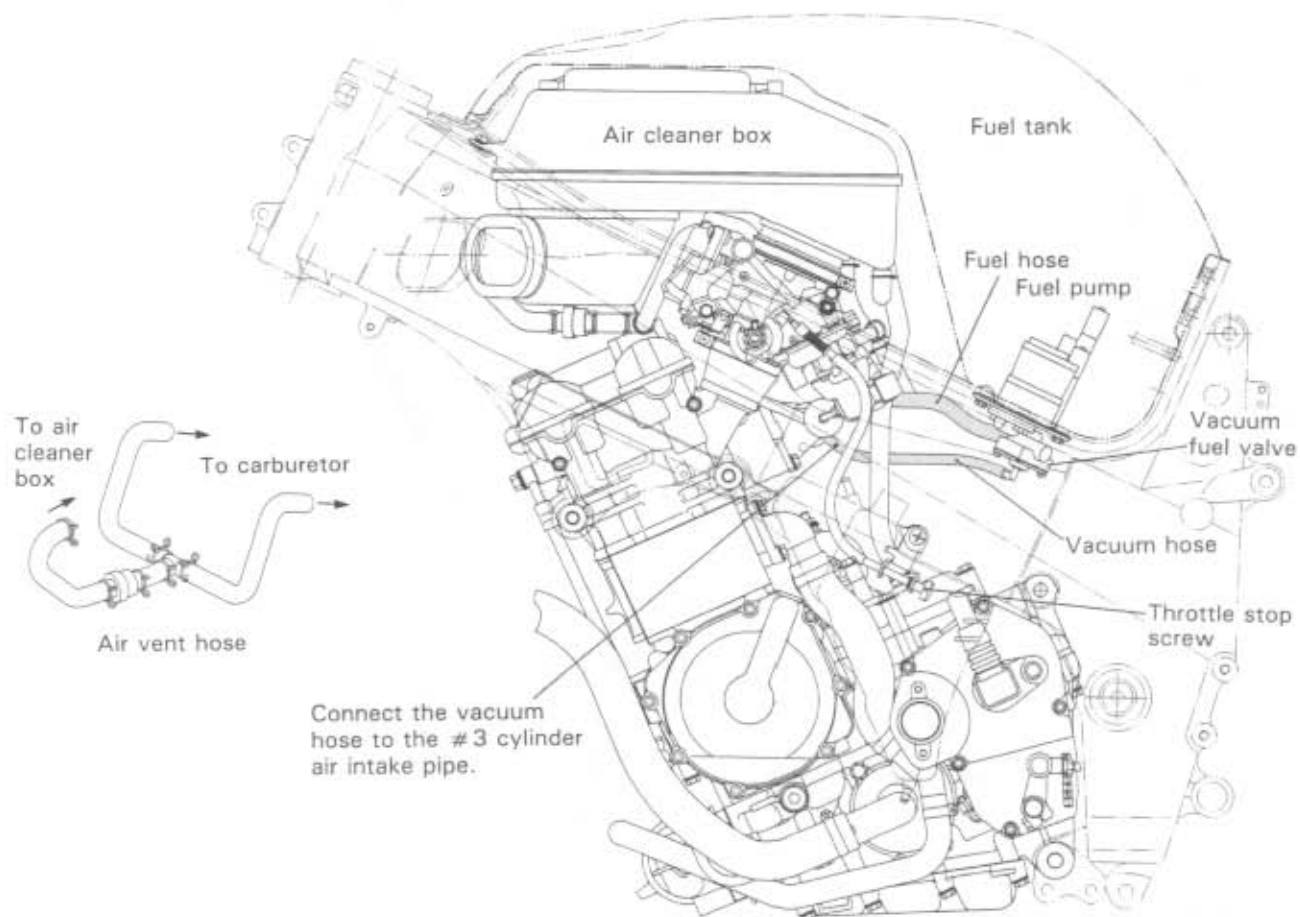 Air cleaner box
Fuel tank
Fuel hose
Fuel pump
To air
cleaner
box
To carburetor
Vacuum
fuel valve
Vacuum hose
Throttle stop
screw
Air vent hose
Connect the vacuum
hose to the #3 cylinder
air intake pipe.